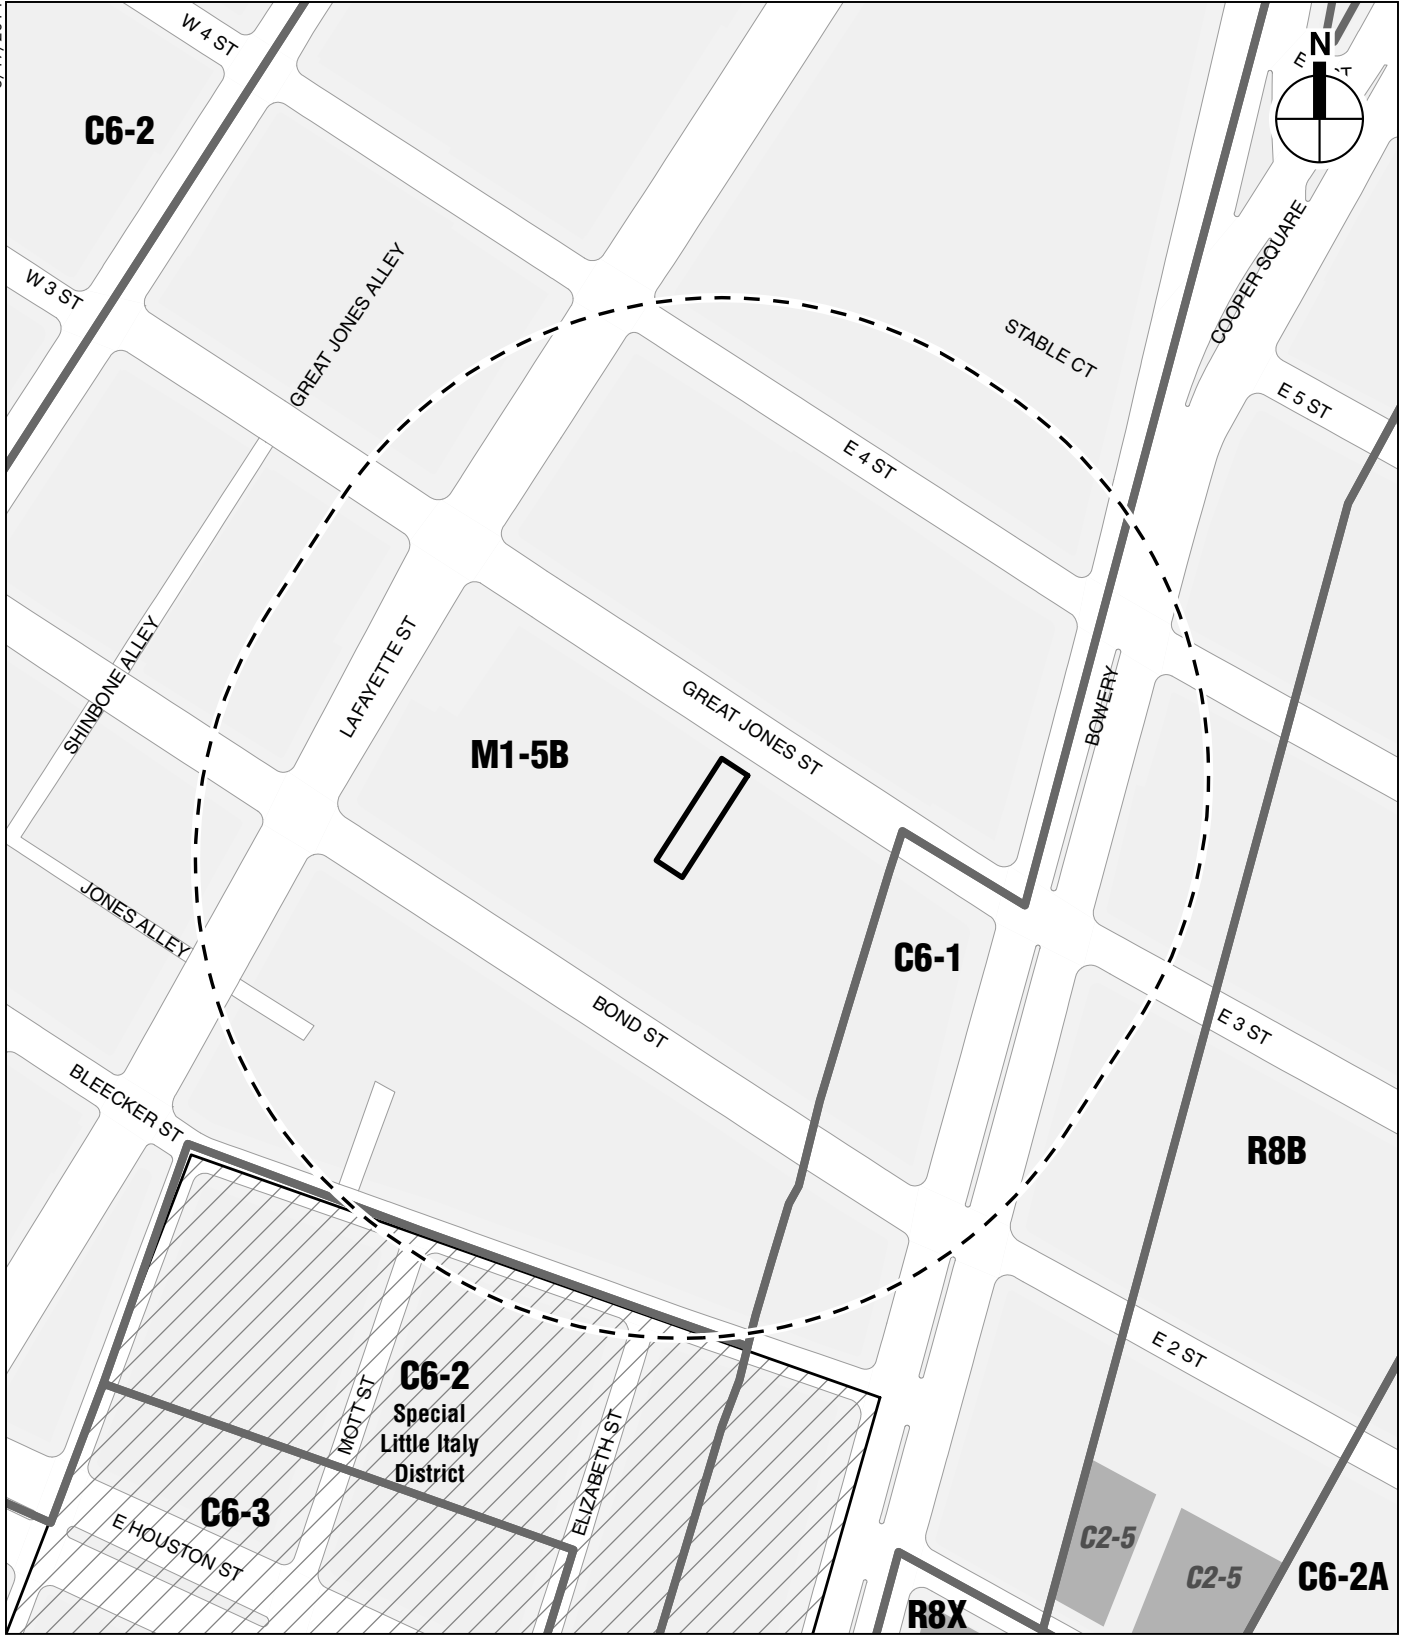 W 4 ST
N
C6-2
COOPER SQUARE
GREAT JONES ALLEY
W 3 ST
STABLE CT
E 5 ST
E 4 ST
SHINBONE ALLEY
LAFAYETTE ST
BOWERY
GREAT JONES ST
M1-5B
JONES ALLEY
C6-1
BOND ST
E 3 ST
BLEECKER ST
R8B
E 2 ST
MOTT ST
C6-2
Special
Little Italy
District
ELIZABETH ST
C6-3
E HOUSTON ST
C2-5
C2-5
C6-2A
R8X